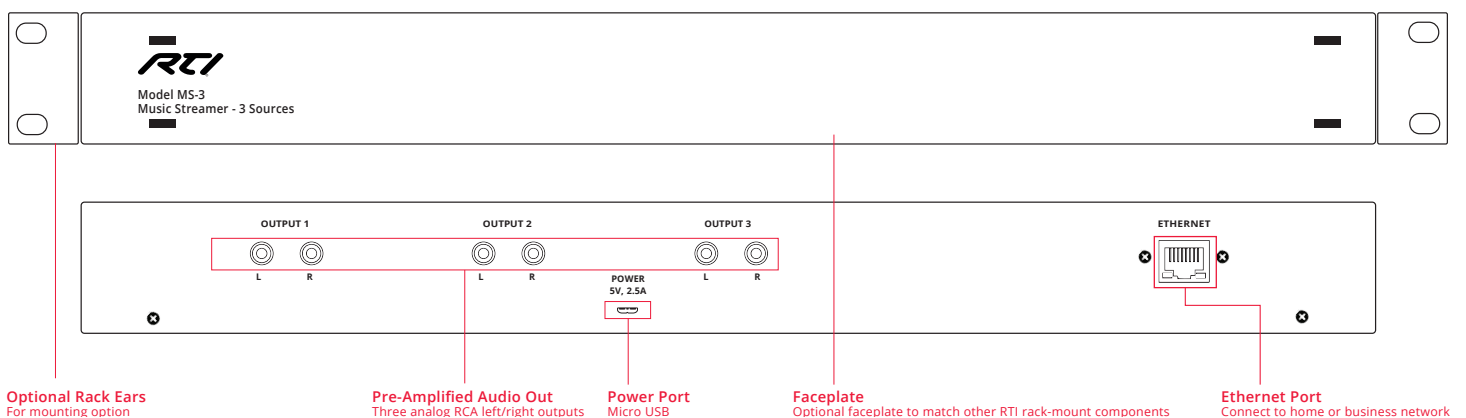 RTI
Model MS-3
Music Streamer - 3 Sources
OUTPUT 1
OUTPUT 2
OUTPUT 3
ETHERNET
L R
L R
L R
POWER
5V, 2.5A
Optional Rack Ears
For mounting option
Pre-Amplified Audio Out
Three analog RCA left/right outputs
Power Port
Micro USB
Faceplate
Optional faceplate to match other RTI rack-mount components
Ethernet Port
Connect to home or business network